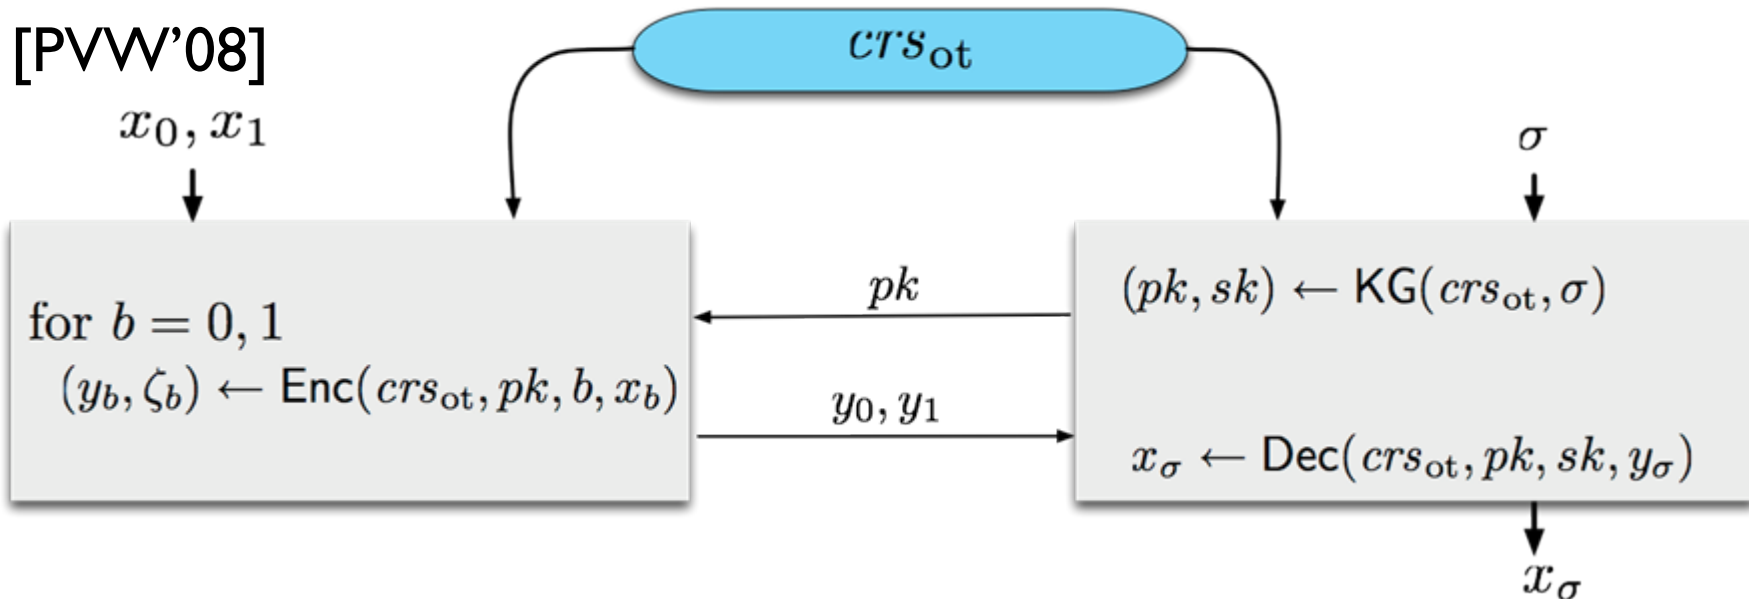 [PVW'08]
crs_ot
x_0, x_1
σ
for b = 0, 1
(y_b, ζ_b) ← Enc(crs_ot, pk, b, x_b)
pk
y_0, y_1
(pk, sk) ← KG(crs_ot, σ)
x_σ ← Dec(crs_ot, pk, sk, y_σ)
x_σ